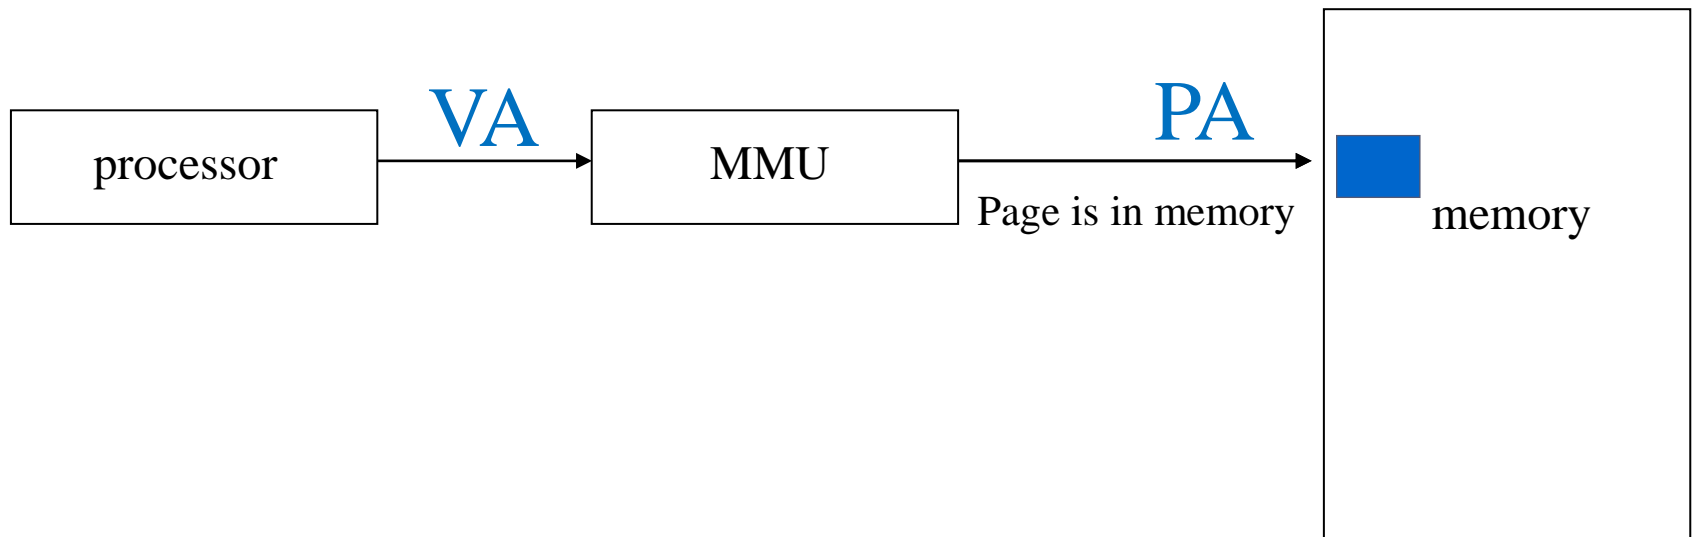 VA
PA
processor
MMU
Page is in memory
memory